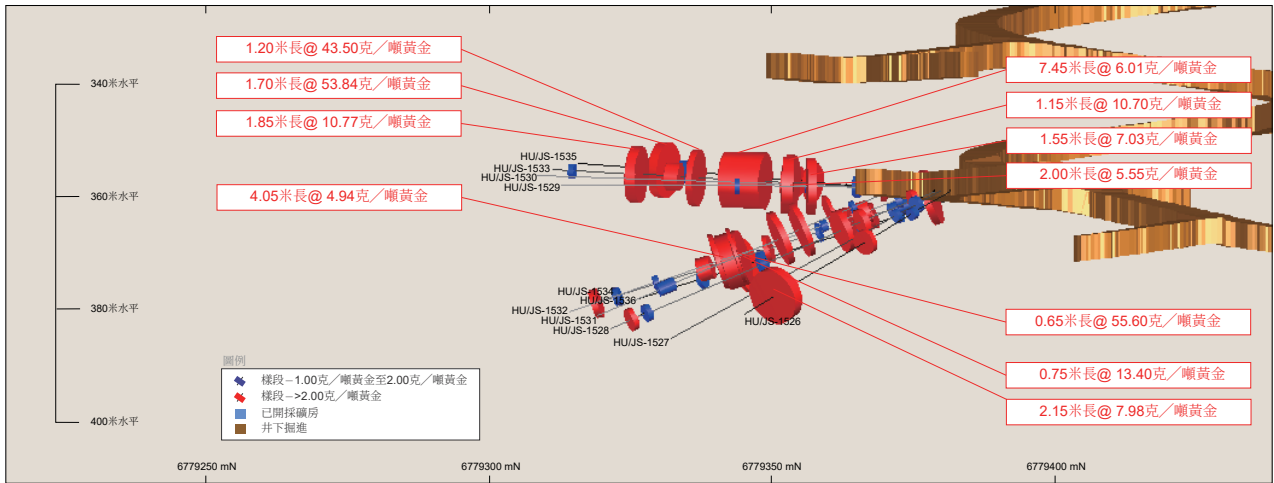 1.20米長@ 43.50克／噸黃金
1.70米長@ 53.84克／噸黃金
1.85米長@ 10.77克／噸黃金
4.05米長@ 4.94克／噸黃金
7.45米長@ 6.01克／噸黃金
1.15米長@ 10.70克／噸黃金
1.55米長@ 7.03克／噸黃金
2.00米長@ 5.55克／噸黃金
0.65米長@ 55.60克／噸黃金
0.75米長@ 13.40克／噸黃金
2.15米長@ 7.98克／噸黃金
340米水平
360米水平
380米水平
400米水平
HU/JS-1535
HU/JS-1533
HU/JS-1530
HU/JS-1529
HU/JS-1534
HU/JS-1536
HU/JS-1532
HU/JS-1531
HU/JS-1528
HU/JS-1527
HU/JS-1526
圖例
樣段－1.00克／噸黃金至2.00克／噸黃金
樣段－>2.00克／噸黃金
已開採礦房
井下掘進
6779250 mN
6779300 mN
6779350 mN
6779400 mN